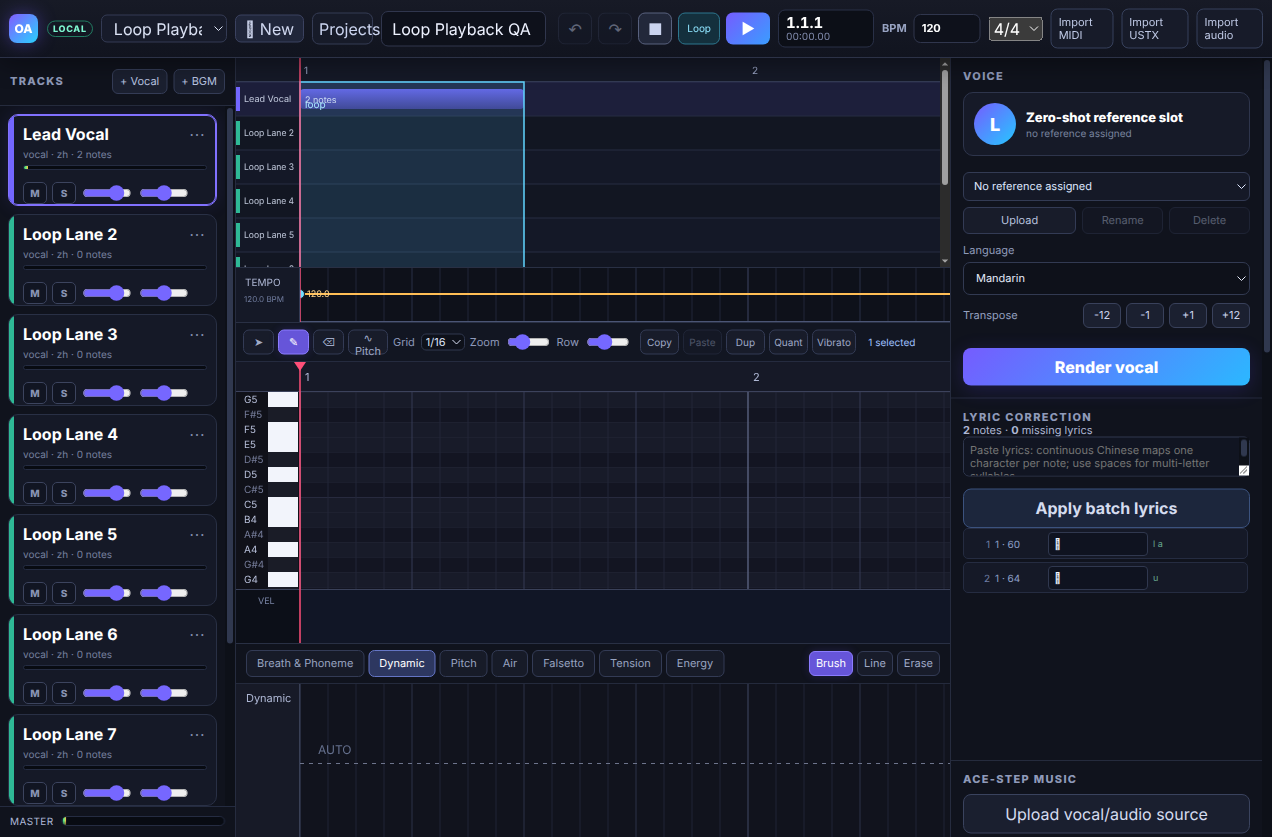 OA
LOCAL
Loop Playba
New
Projects
Loop Playback QA
Loop
1.1.1
00:00.00
BPM
120
4/4
Import MIDI
Import USTX
Import audio
TRACKS
+ Vocal
+ BGM
Lead Vocal
···
vocal · zh · 2 notes
M
S
Loop Lane 2
···
vocal · zh · 0 notes
M
S
Loop Lane 3
···
vocal · zh · 0 notes
M
S
Loop Lane 4
···
vocal · zh · 0 notes
M
S
Loop Lane 5
···
vocal · zh · 0 notes
M
S
Loop Lane 6
···
vocal · zh · 0 notes
M
S
Loop Lane 7
···
vocal · zh · 0 notes
M
S
MASTER
1
2
Lead Vocal
2 notes
loop
Loop Lane 2
Loop Lane 3
Loop Lane 4
Loop Lane 5
TEMPO
120.0 BPM
120.0
Pitch
Grid
1/16
Zoom
Row
Copy
Paste
Dup
Quant
Vibrato
1 selected
1
2
G5
F#5
F5
E5
D#5
D5
C#5
C5
B4
A#4
A4
G#4
G4
VEL
Breath & Phoneme
Dynamic
Pitch
Air
Falsetto
Tension
Energy
Brush
Line
Erase
Dynamic
AUTO
VOICE
L
Zero-shot reference slot
no reference assigned
No reference assigned
Upload
Rename
Delete
Language
Mandarin
Transpose
-12
-1
+1
+12
Render vocal
LYRIC CORRECTION
2 notes · 0 missing lyrics
Paste lyrics: continuous Chinese maps one
character per note; use spaces for multi-letter
Apply batch lyrics
1 1 · 60
l a
2 1 · 64
u
ACE-STEP MUSIC
Upload vocal/audio source